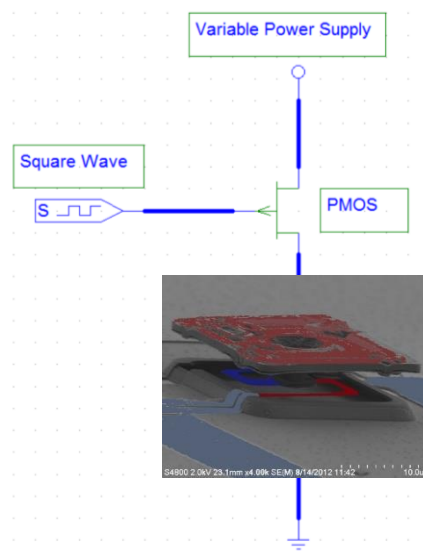 Variable Power Supply
Square Wave
S
PMOS
S4800 2.0kV 23.1mm x4.00k SE(M) 8/14/2012 11:42
10.0u